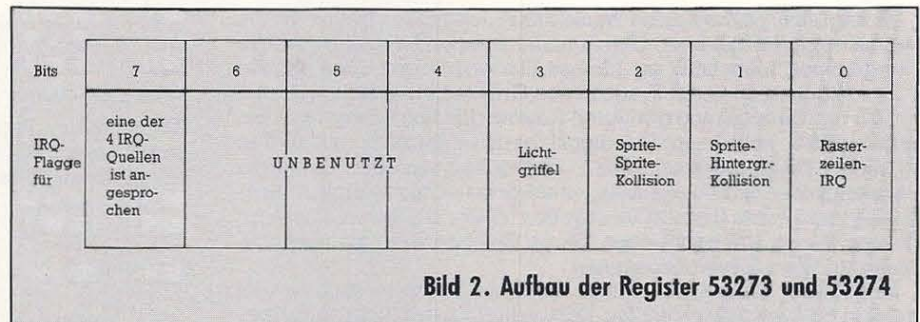 Bits 7 6 5 4 3 2 1 0
IRQ-
Flagge
für
eine der
4 IRQ-
Quellen
ist an-
gespro-
chen
UNBENUTZT
Licht-
griffel
Sprite-
Sprite-
Kollision
Sprite-
Hintergr.-
Kollision
Raster-
zeilen-
IRQ
Bild 2. Aufbau der Register 53273 und 53274